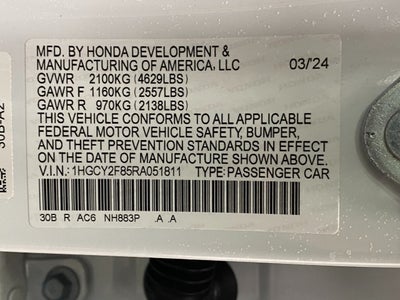 MFD. BY HONDA DEVELOPMENT &
MANUFACTURING OF AMERICA, LLC 03/24
GVWR 2100KG (4629LBS)
GAWR F 1160KG (2557LBS)
GAWR R 970KG (2138LBS)
THIS VEHICLE CONFORMS TO ALL APPLICABLE
FEDERAL MOTOR VEHICLE SAFETY, BUMPER,
AND THEFT PREVENTION STANDARDS IN EFFECT
ON THE DATE OF MANUFACTURE SHOWN ABOVE.
V.I.N.: 1HGCY2F85RA051811 TYPE: PASSENGER CAR
30B R AC6 NH883P .A .A
30B-A2